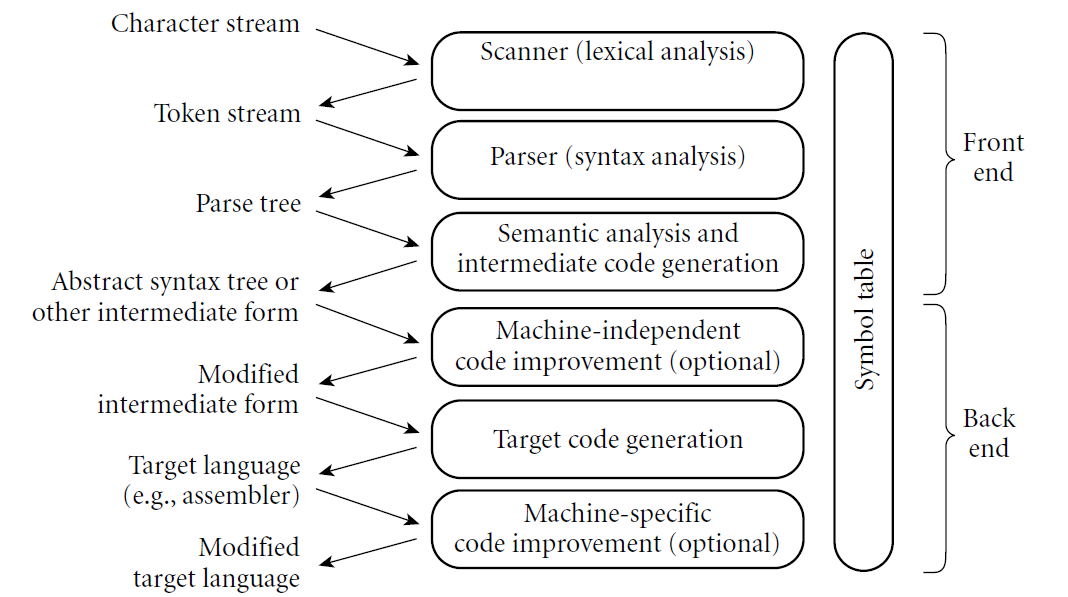 Character stream
Scanner (lexical analysis)
Token stream
Parser (syntax analysis)
Parse tree
Semantic analysis and
intermediate code generation
Abstract syntax tree or
other intermediate form
Machine-independent
code improvement (optional)
Modified
intermediate form
Target code generation
Target language
(e.g., assembler)
Machine-specific
code improvement (optional)
Modified
target language
Symbol table
Front
end
Back
end